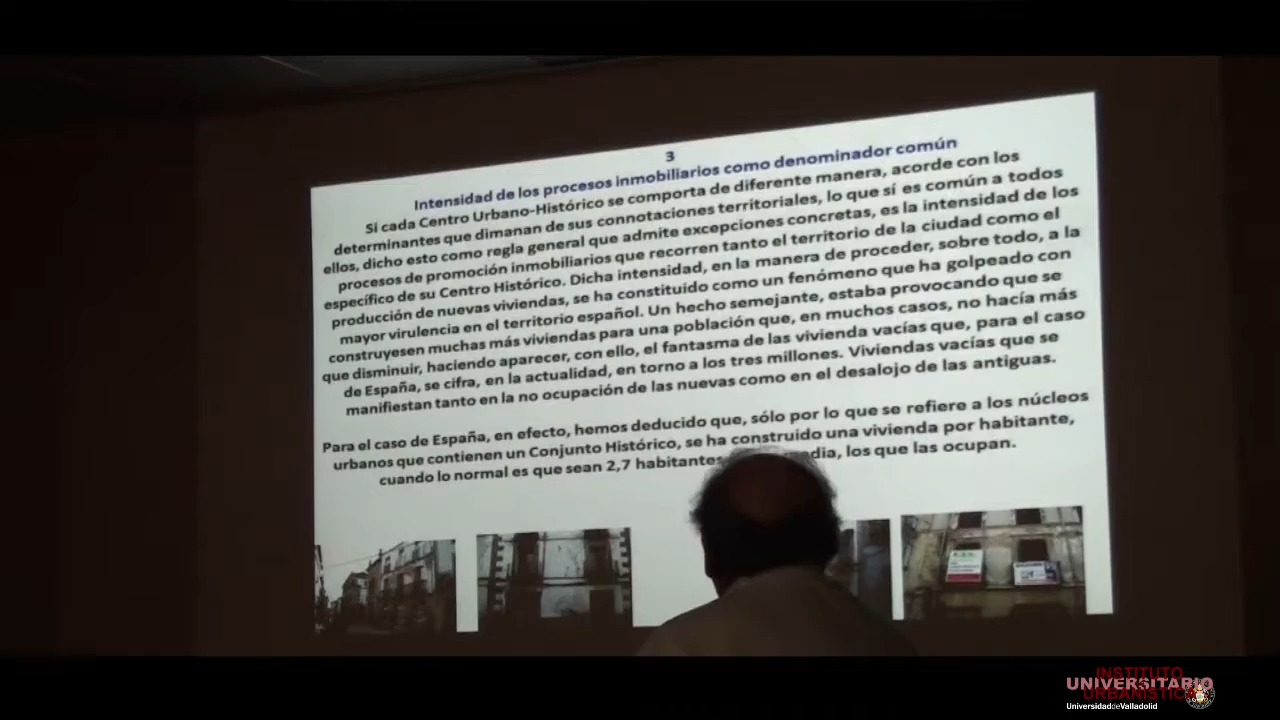 3
Intensidad de los procesos inmobiliarios como denominador común
Si cada Centro Urbano-Histórico se comporta de diferente manera, acorde con los
determinantes que dimanan de sus connotaciones territoriales, lo que sí es común a todos
ellos, dicho esto como regla general que admite excepciones concretas, es la intensidad de los
procesos de promoción inmobiliarios que recorren tanto el territorio de la ciudad como el
específico de su Centro Histórico. Dicha intensidad, en la manera de proceder, sobre todo, a la
producción de nuevas viviendas, se ha constituido como un fenómeno que ha golpeado con
mayor virulencia en el territorio español. Un hecho semejante, estaba provocando que se
construyesen muchas más viviendas para una población que, en muchos casos, no hacía más
que disminuir, haciendo aparecer, con ello, el fantasma de las vivienda vacías que, para el caso
de España, se cifra, en la actualidad, en torno a los tres millones. Viviendas vacías que se
manifiestan tanto en la no ocupación de las nuevas como en el desalojo de las antiguas.
Para el caso de España, en efecto, hemos deducido que, sólo por lo que se refiere a los núcleos
urbanos que contienen un Conjunto Histórico, se ha construido una vivienda por habitante,
cuando lo normal es que sean 2,7 habitantes dia, los que las ocupan.
INSTITUTO
UNIVERSITARIO
URBANÍSTICA
UniversidaddeValladolid